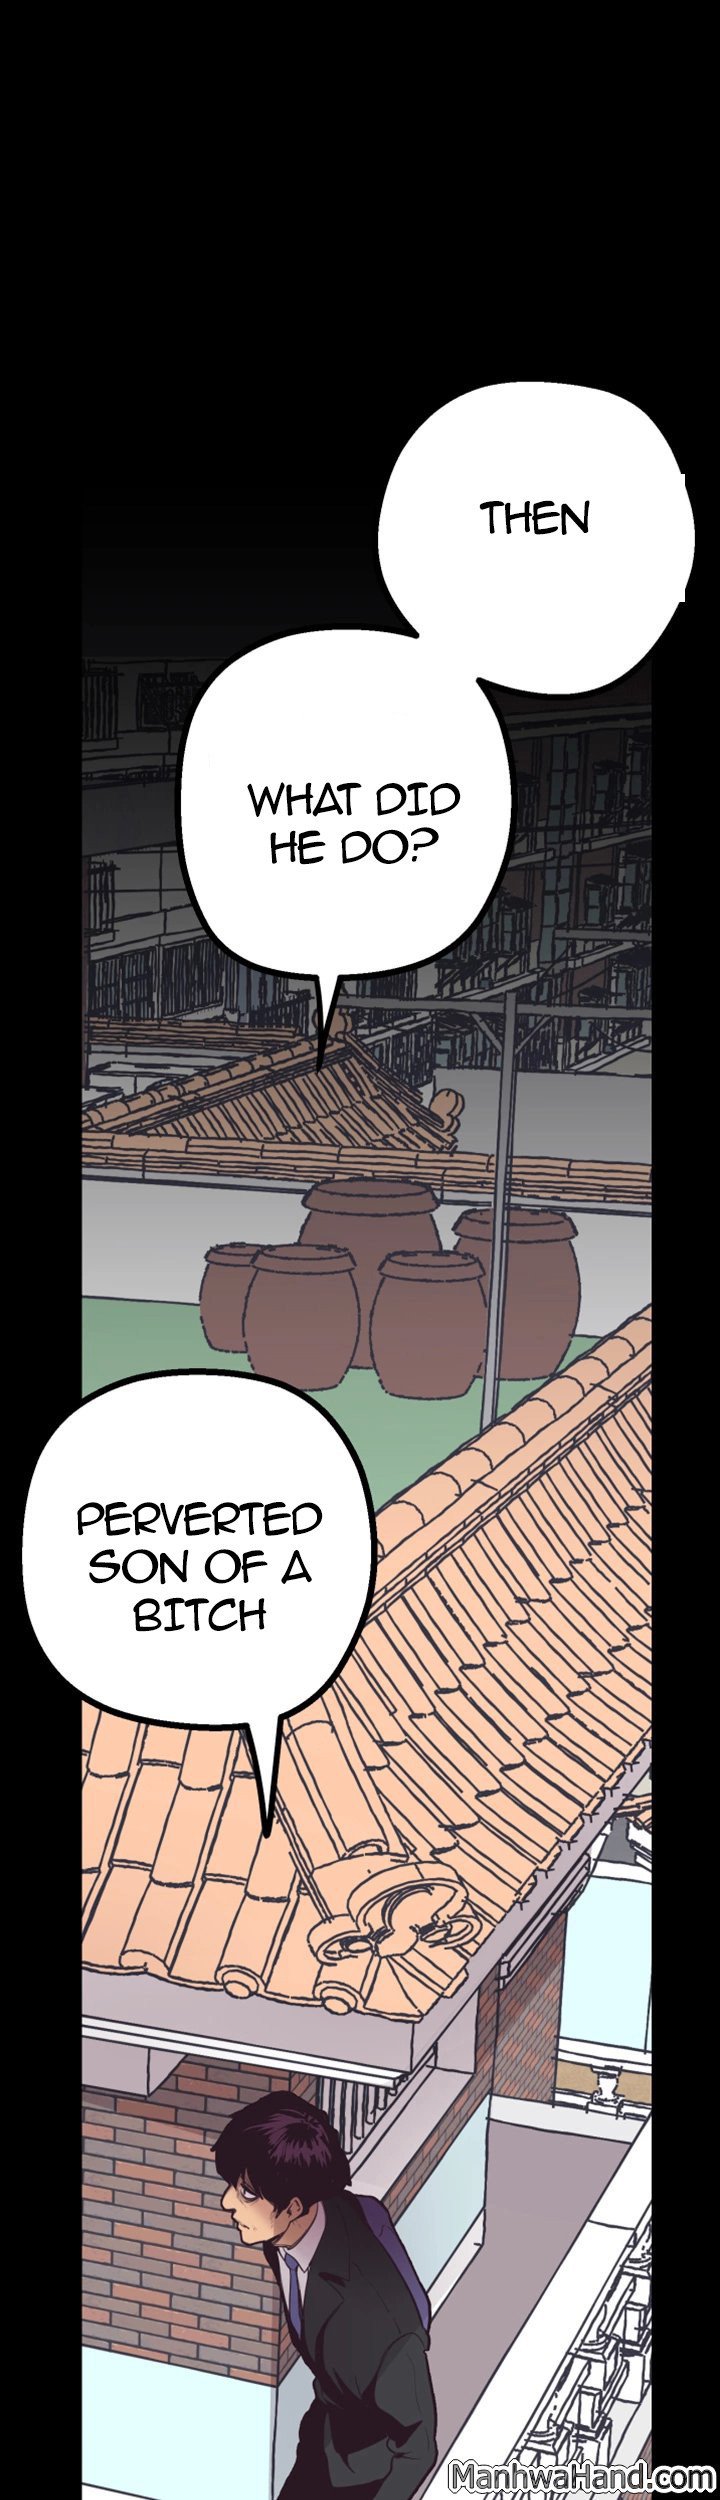 THEN
WHAT DID
HE DO?
PERVERTED
SON OF A
BITCH
ManhwaHand.com